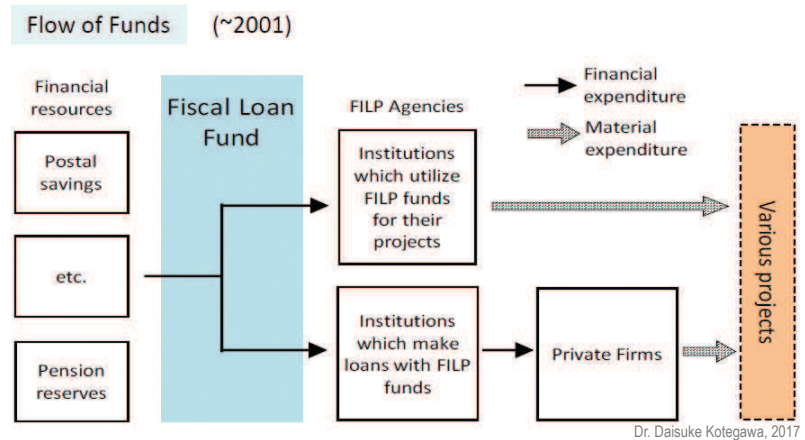 Flow of Funds (~2001)
Financial
resources
Postal
savings
etc.
Pension
reserves
Fiscal Loan
Fund
FILP Agencies
Institutions
which utilize
FILP funds
for their
projects
Institutions
which make
loans with FILP
funds
Private Firms
Financial
expenditure
Material
expenditure
Various projects
Dr. Daisuke Kotegawa, 2017